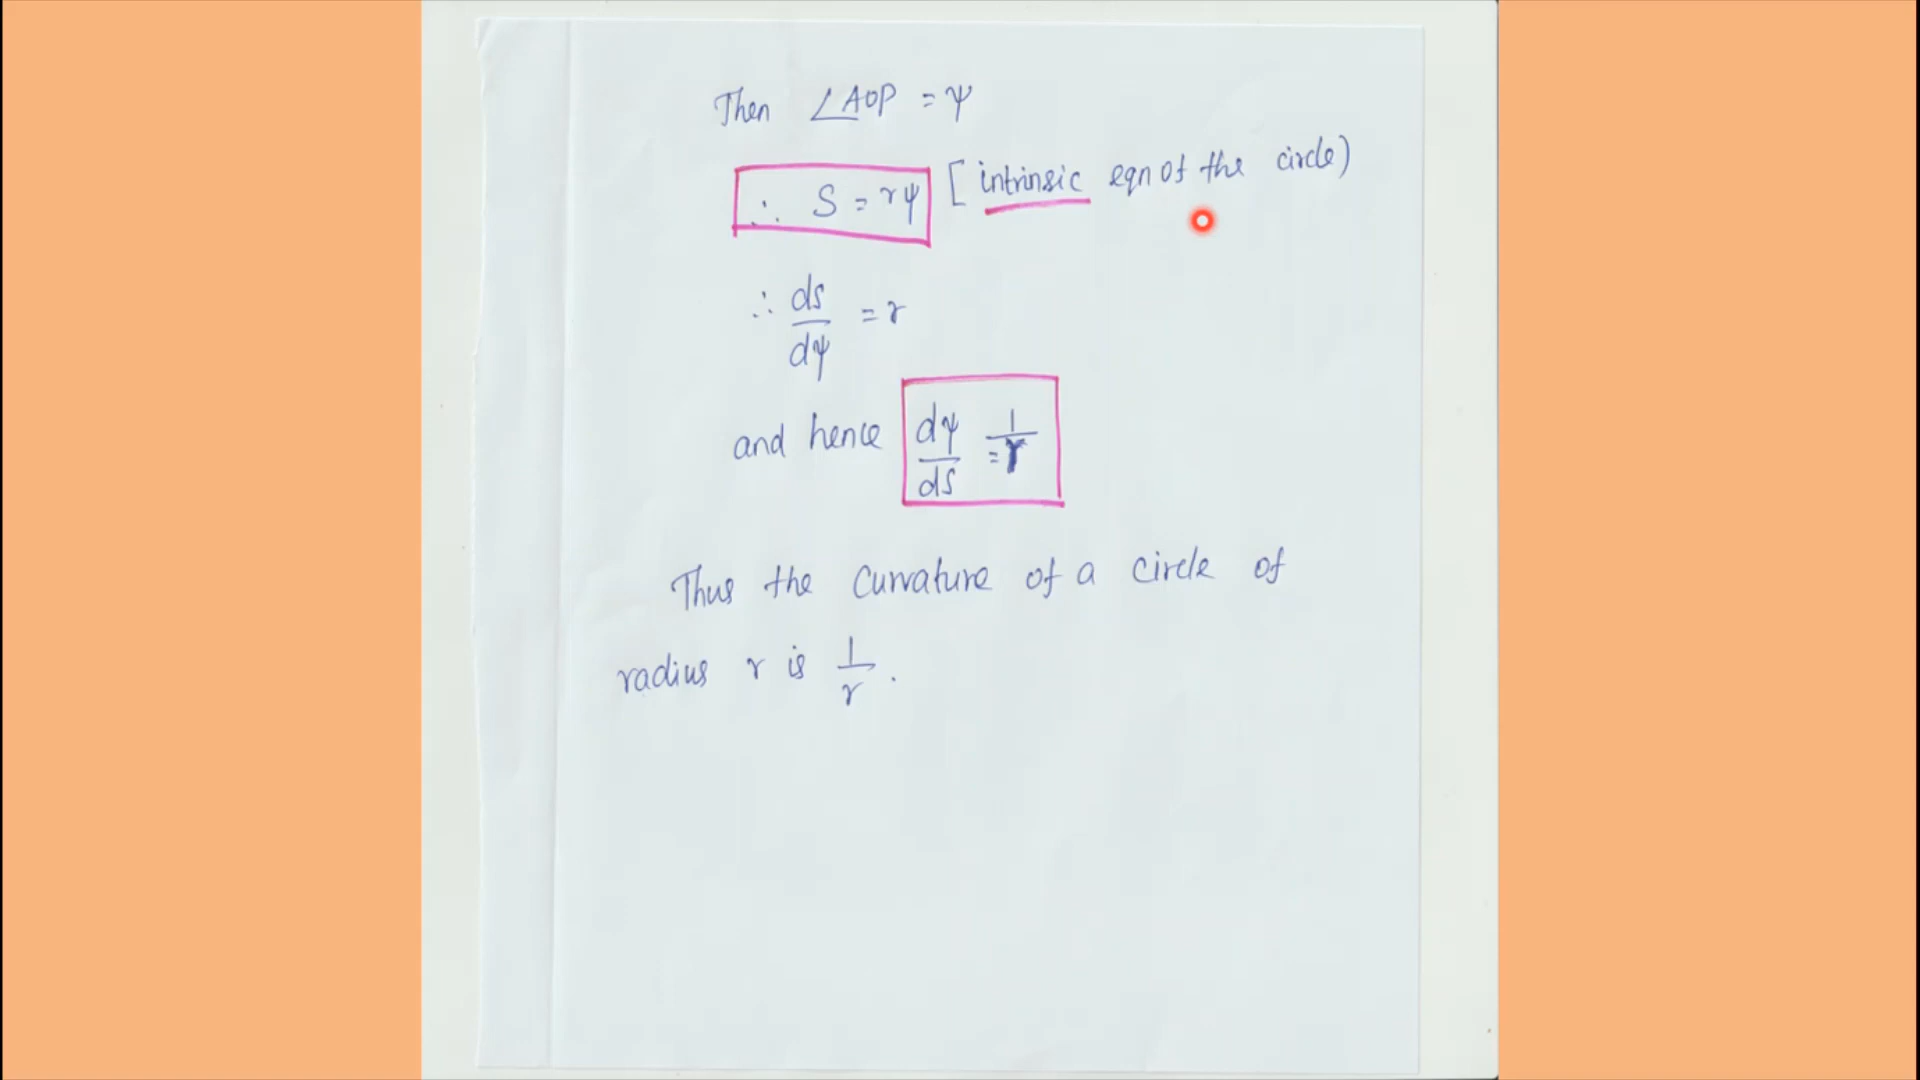 Then ∠AOP = ψ
∴ S = rψ [intrinsic eqn of the circle)
∴ ds/dψ = r
and hence dψ/ds = 1/r
Thus the curvature of a circle of
radius r is 1/r.